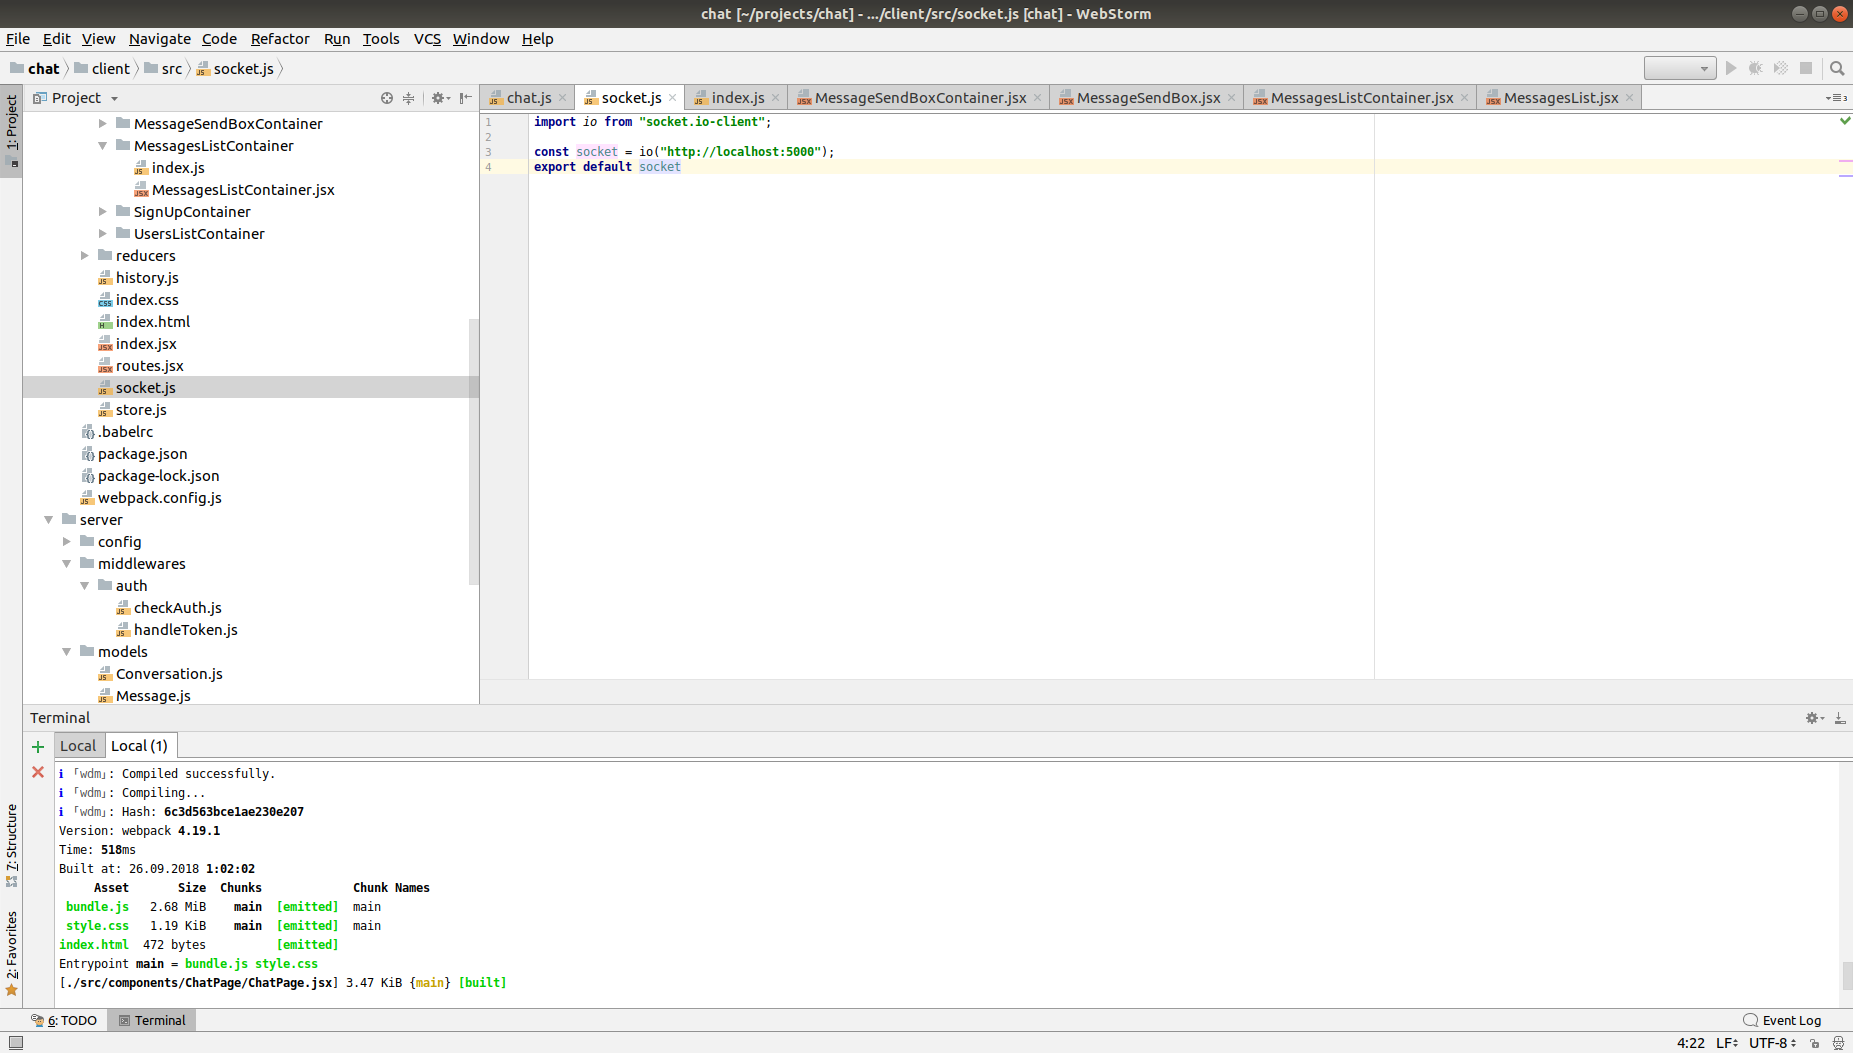 chat [~/projects/chat] - .../client/src/socket.js [chat] - WebStorm
File Edit View Navigate Code Refactor Run Tools VCS Window Help
chat client src socket.js
1: Project
Project
chat.js socket.js index.js MessageSendBoxContainer.jsx MessageSendBox.jsx MessagesListContainer.jsx MessagesList.jsx 3
MessageSendBoxContainer
MessagesListContainer
index.js
MessagesListContainer.jsx
SignUpContainer
UsersListContainer
reducers
history.js
index.css
index.html
index.jsx
routes.jsx
socket.js
store.js
.babelrc
package.json
package-lock.json
webpack.config.js
server
config
middlewares
auth
checkAuth.js
handleToken.js
models
Conversation.js
Message.js
1 import io from "socket.io-client";
2
3 const socket = io("http://localhost:5000");
4 export default socket
Terminal
Local Local (1)
i ｢wdm｣: Compiled successfully.
i ｢wdm｣: Compiling...
i ｢wdm｣: Hash: 6c3d563bce1ae230e207
Version: webpack 4.19.1
Time: 518ms
Built at: 26.09.2018 1:02:02
Asset Size Chunks Chunk Names
bundle.js 2.68 MiB main [emitted] main
style.css 1.19 KiB main [emitted] main
index.html 472 bytes [emitted]
Entrypoint main = bundle.js style.css
[./src/components/ChatPage/ChatPage.jsx] 3.47 KiB {main} [built]
7: Structure
2: Favorites
6: TODO Terminal Event Log
4:22 LF UTF-8